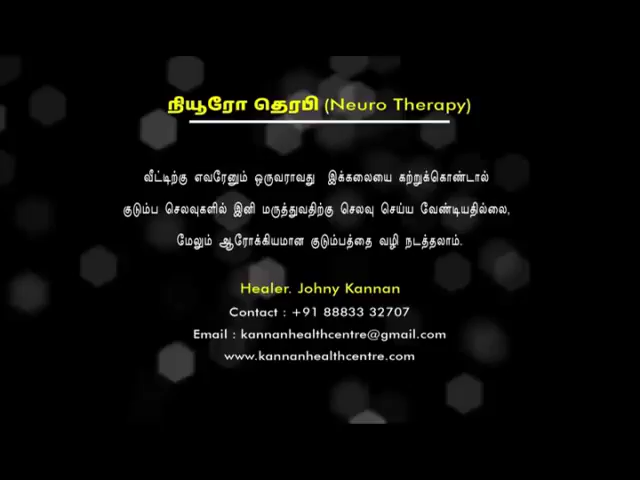 நியூரோ தெரபி (Neuro Therapy)
வீட்டிற்கு எவரேனும் ஒருவராவது இக்கலையை கற்றுக்கொண்டால்
குடும்ப செலவுகளில் இனி மருத்துவதிற்கு செலவு செய்ய வேண்டியதில்லை,
மேலும் ஆரோக்கியமான குடும்பத்தை வழி நடத்தலாம்.
Healer. Johny Kannan
Contact : +91 88833 32707
Email : kannanhealthcentre@gmail.com
www.kannanhealthcentre.com